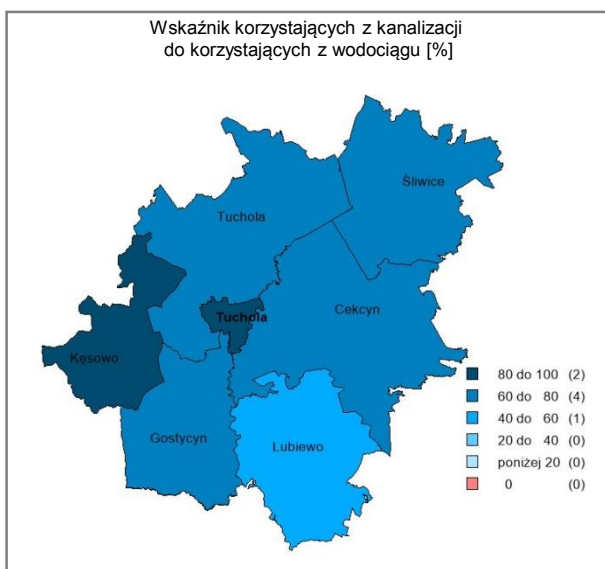 Wskaźnik korzystających z kanalizacji
do korzystających z wodociągu [%]
Śliwice
Tuchola
Cekcyn
Tuchola
Kęsowo
Gostycyn
Lubiewo
80 do 100 (2)
60 do 80 (4)
40 do 60 (1)
20 do 40 (0)
poniżej 20 (0)
0 (0)